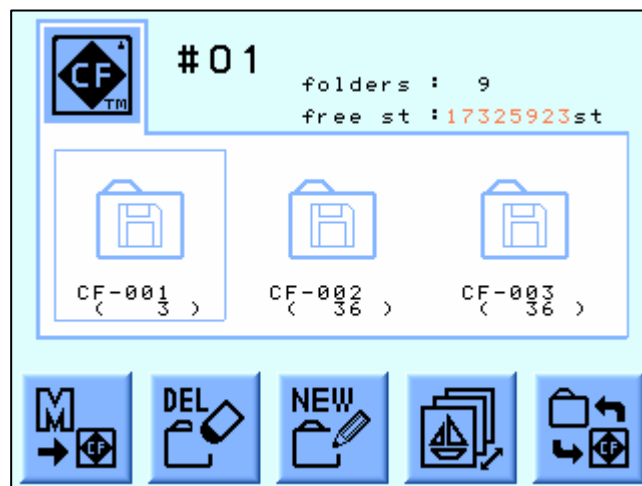 CF
TM
#01
folders : 9
free st :17325923st
CF-001
( 3 )
CF-002
( 36 )
CF-003
( 36 )
M
CF
DEL
NEW
CF